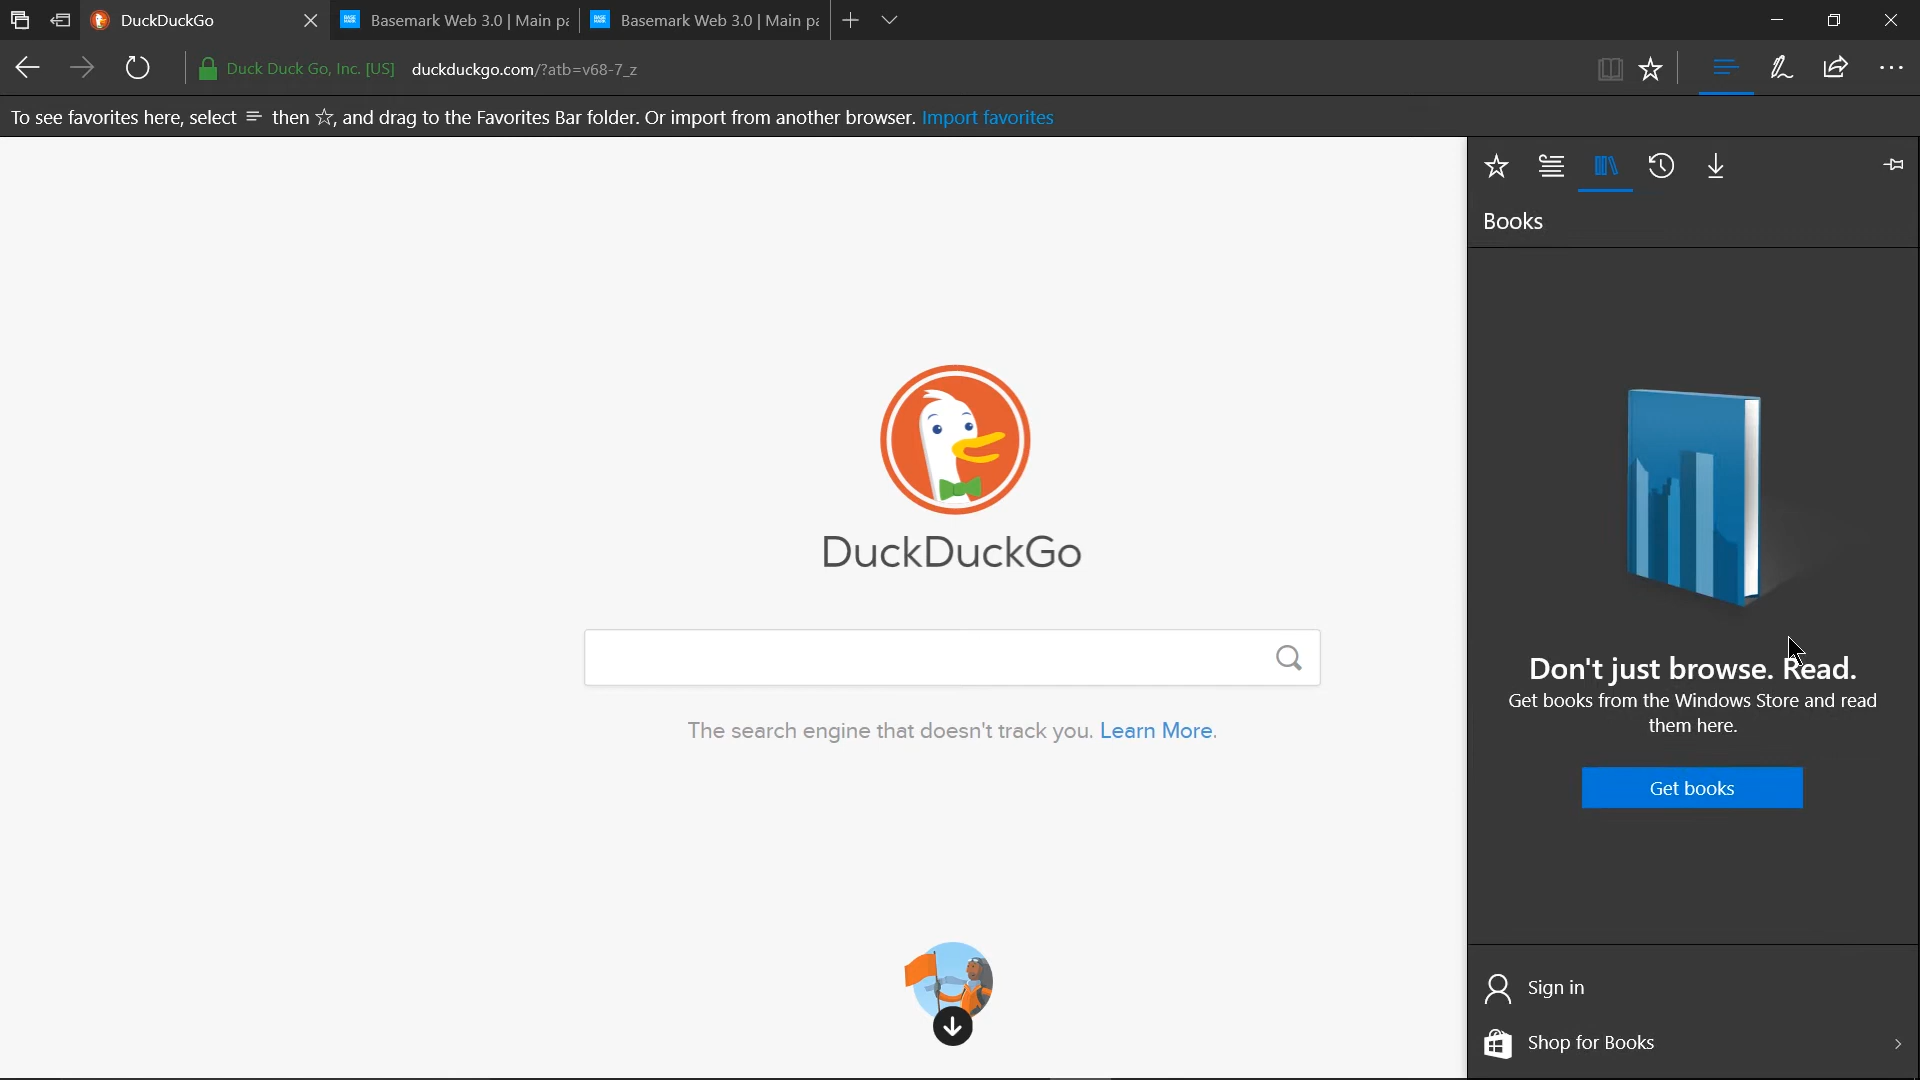 DuckDuckGo
Basemark Web 3.0 | Main pa
Basemark Web 3.0 | Main pa
Duck Duck Go, Inc. [US] duckduckgo.com/?atb=v68-7_z
To see favorites here, select then ☆, and drag to the Favorites Bar folder. Or import from another browser. Import favorites
Books
DuckDuckGo
The search engine that doesn't track you. Learn More.
Don't just browse. Read.
Get books from the Windows Store and read
them here.
Get books
Sign in
Shop for Books